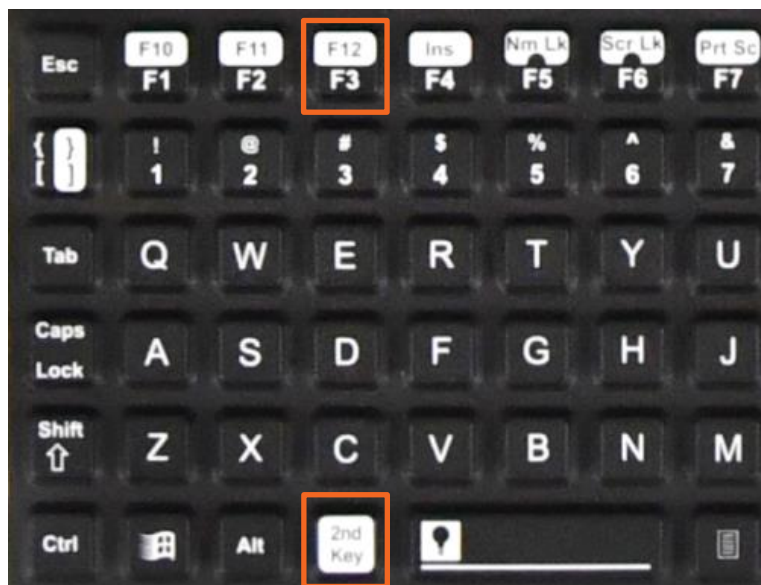 Esc F10 F11 F12 Ins Nm Lk Scr Lk Prt Sc
F1 F2 F3 F4 F5 F6 F7
{ } ! @ # $ % ^ &
[ ] 1 2 3 4 5 6 7
Tab Q W E R T Y U
Caps
Lock A S D F G H J
Shift
Z X C V B N M
Ctrl Alt 2nd
Key